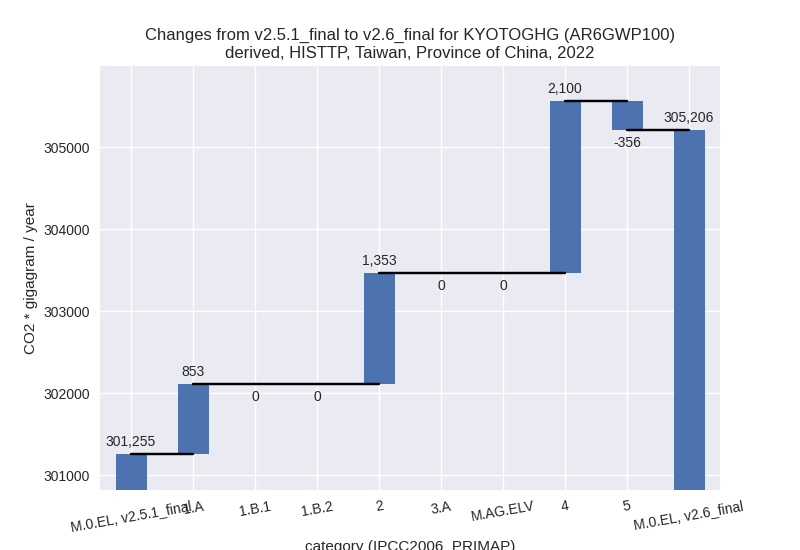 Changes from v2.5.1_final to v2.6_final for KYOTOGHG (AR6GWP100)
derived, HISTTP, Taiwan, Province of China, 2022
CO2 * gigagram / year
305000
304000
303000
302000
301000
301,255
853
0
0
1,353
0
0
2,100
-356
305,206
M.0.EL, v2.5.1_final
1.A
1.B.1
1.B.2
2
3.A
M.AG.ELV
4
5
M.0.EL, v2.6_final
category (IPCC2006_PRIMAP)